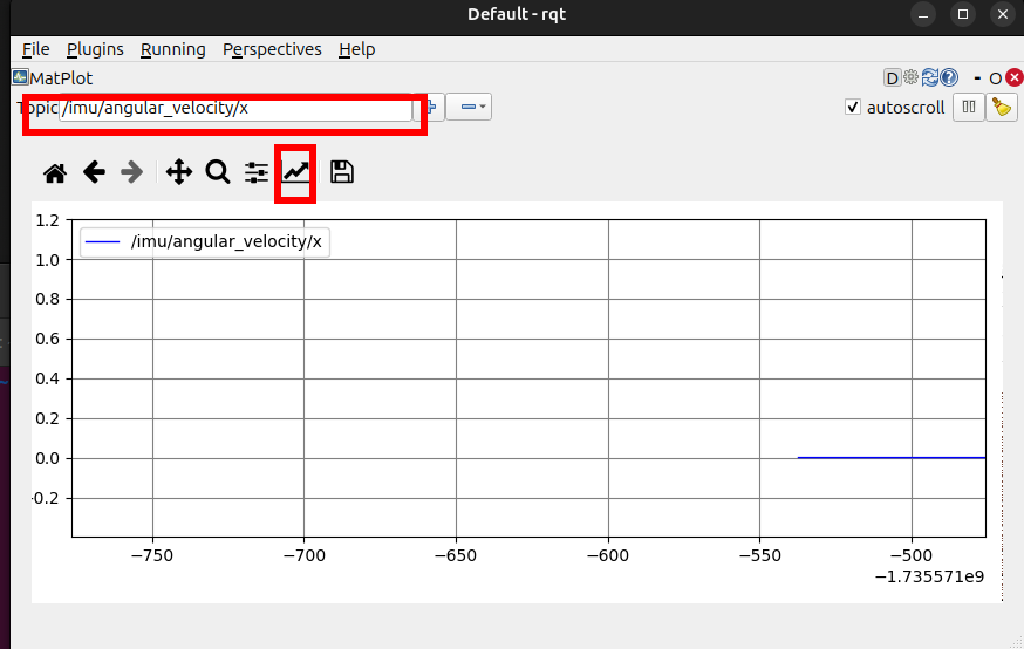 Default - rqt
File Plugins Running Perspectives Help
MatPlot D O
Topic /imu/angular_velocity/x autoscroll
1.2
/imu/angular_velocity/x
1.0
0.8
0.6
0.4
0.2
0.0
-0.2
−750 −700 −650 −600 −550 −500
−1.735571e9